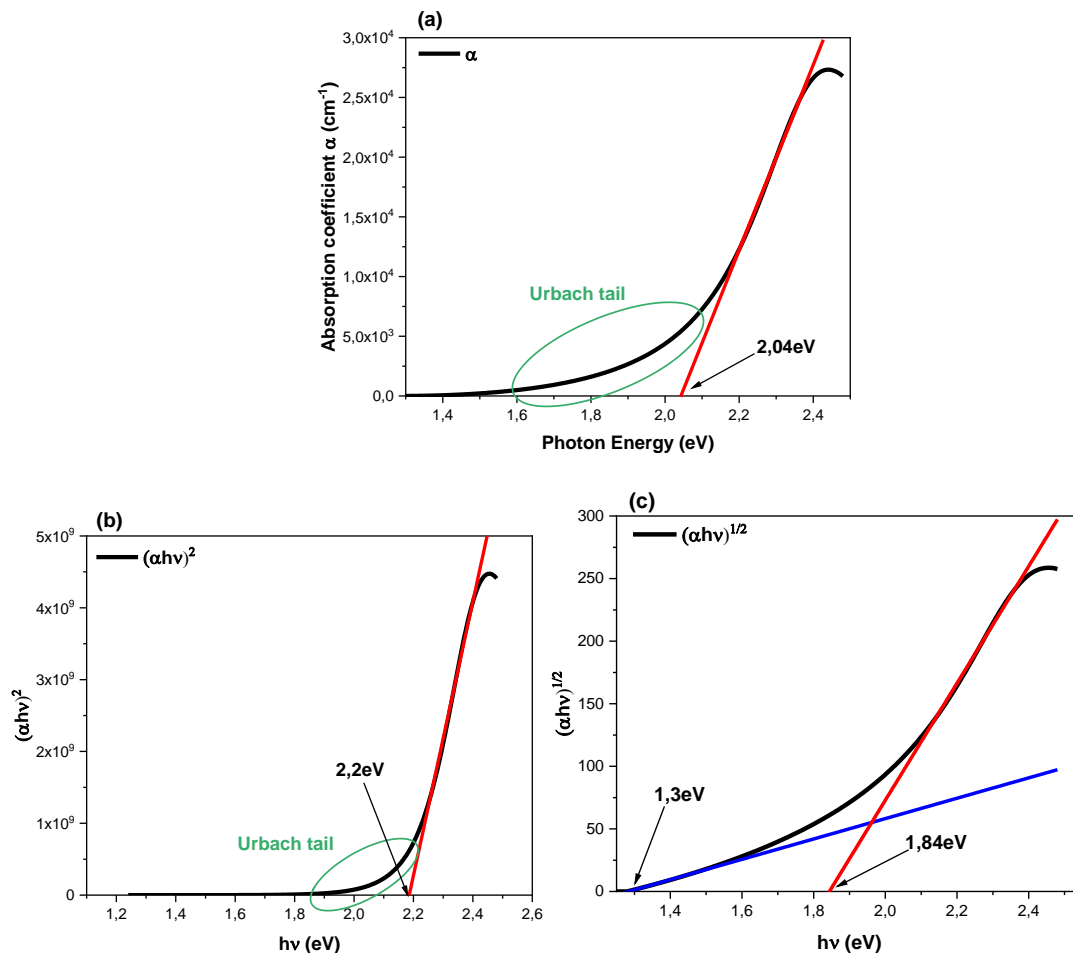 (a)
α
Absorption coefficient α (cm⁻¹)
3,0x10⁴
2,5x10⁴
2,0x10⁴
1,5x10⁴
1,0x10⁴
5,0x10³
0,0
Urbach tail
2,04eV
1,4 1,6 1,8 2,0 2,2 2,4
Photon Energy (eV)
(b)
(αhν)²
(αhν)²
5x10⁹
4x10⁹
3x10⁹
2x10⁹
1x10⁹
0
2,2eV
Urbach tail
1,2 1,4 1,6 1,8 2,0 2,2 2,4 2,6
hν (eV)
(c)
(αhν)^1/2
(αhν)^1/2
300
250
200
150
100
50
0
1,3eV
1,84eV
1,4 1,6 1,8 2,0 2,2 2,4
hν (eV)